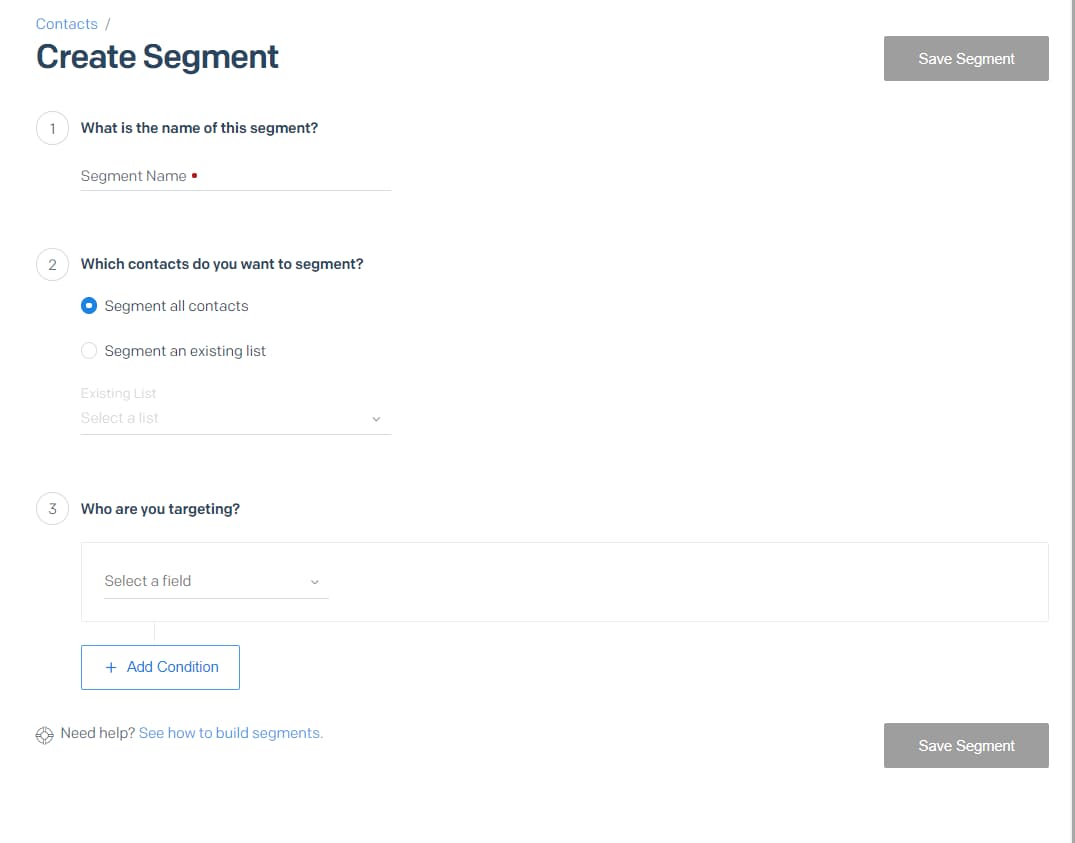 Contacts /
Create Segment
Save Segment
1 What is the name of this segment?
Segment Name •
2 Which contacts do you want to segment?
Segment all contacts
Segment an existing list
Existing List
Select a list
3 Who are you targeting?
Select a field
+ Add Condition
Need help? See how to build segments.
Save Segment